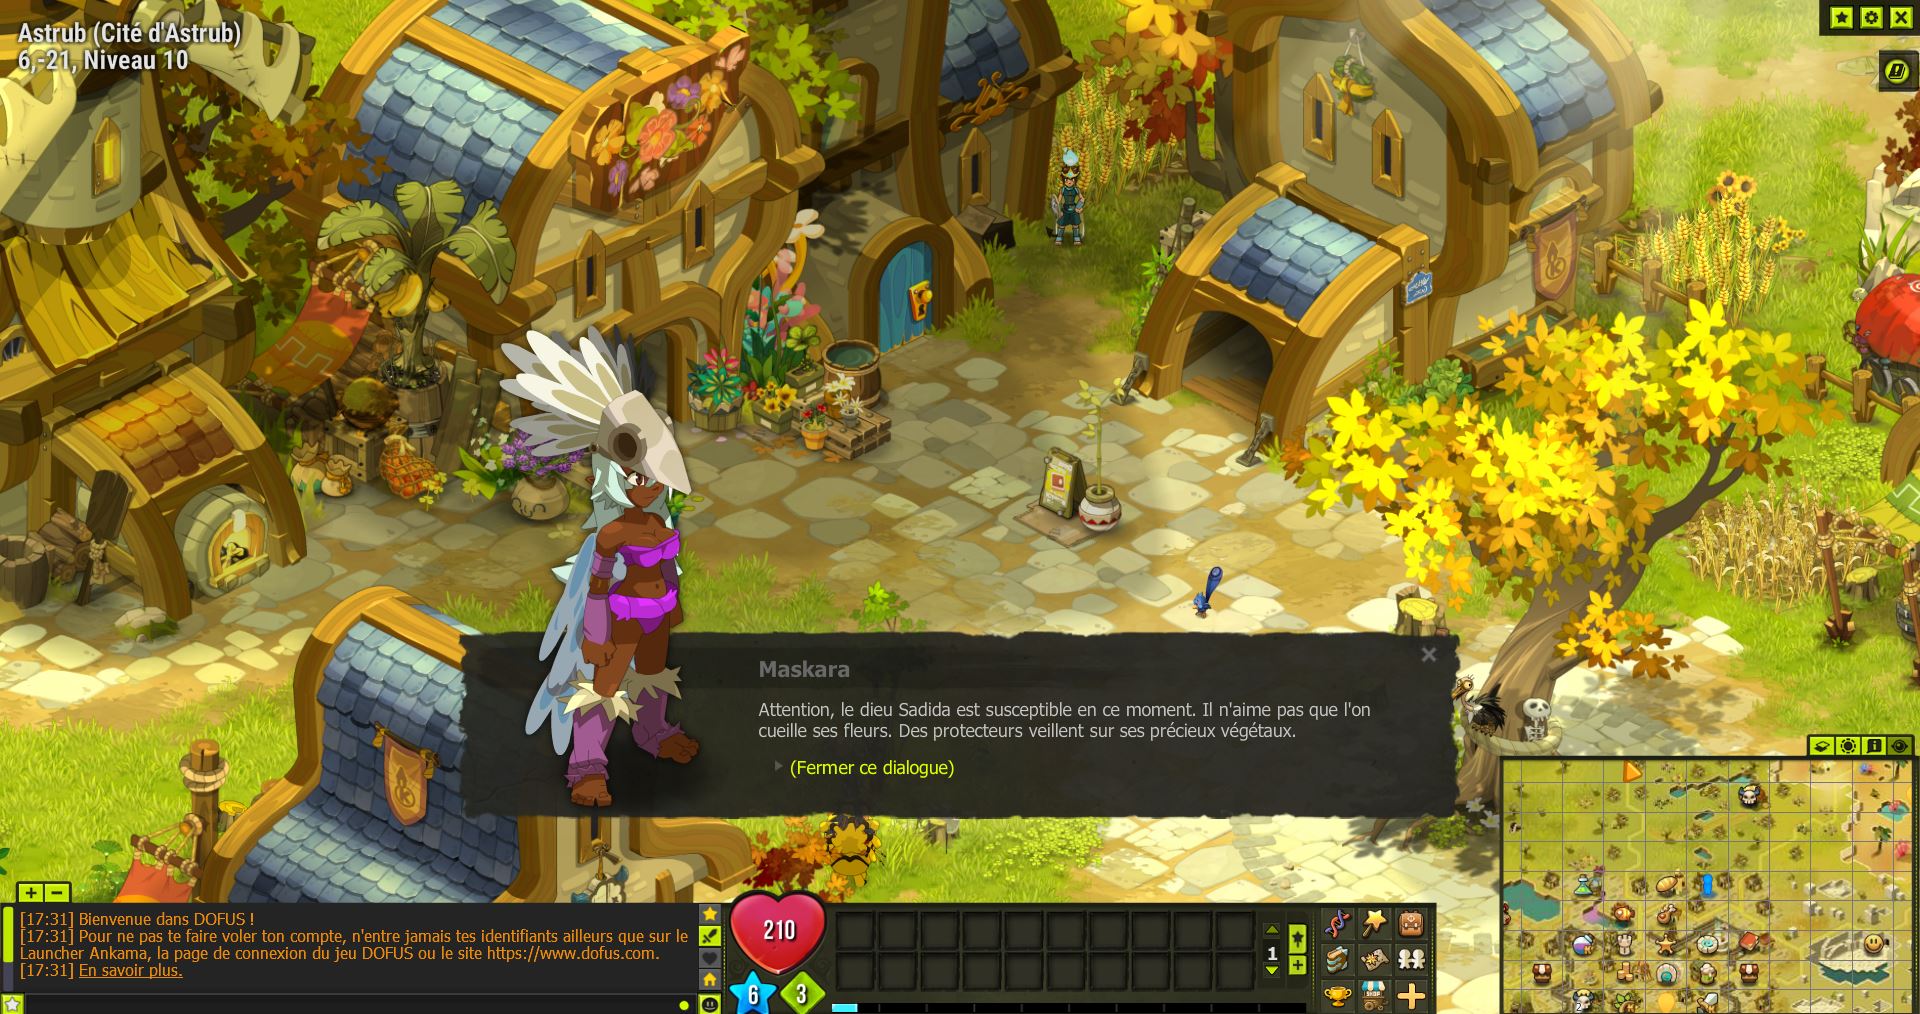 Astrub (Cité d'Astrub)
6,-21, Niveau 10
Maskara
Attention, le dieu Sadida est susceptible en ce moment. Il n'aime pas que l'on
cueille ses fleurs. Des protecteurs veillent sur ses précieux végétaux.
(Fermer ce dialogue)
[17:31] Bienvenue dans DOFUS !
[17:31] Pour ne pas te faire voler ton compte, n'entre jamais tes identifiants ailleurs que sur le
Launcher Ankama, la page de connexion du jeu DOFUS ou le site https://www.dofus.com.
[17:31] En savoir plus.
210
6
3
1
SHOP
2